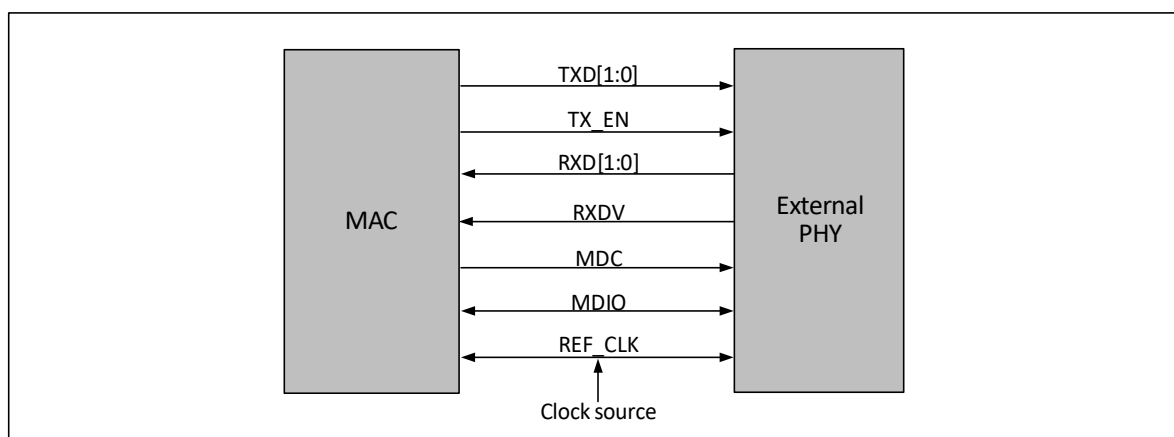 TXD[1:0]
TX_EN
RXD[1:0]
RXDV
MDC
MDIO
REF_CLK
Clock source
MAC
External
PHY